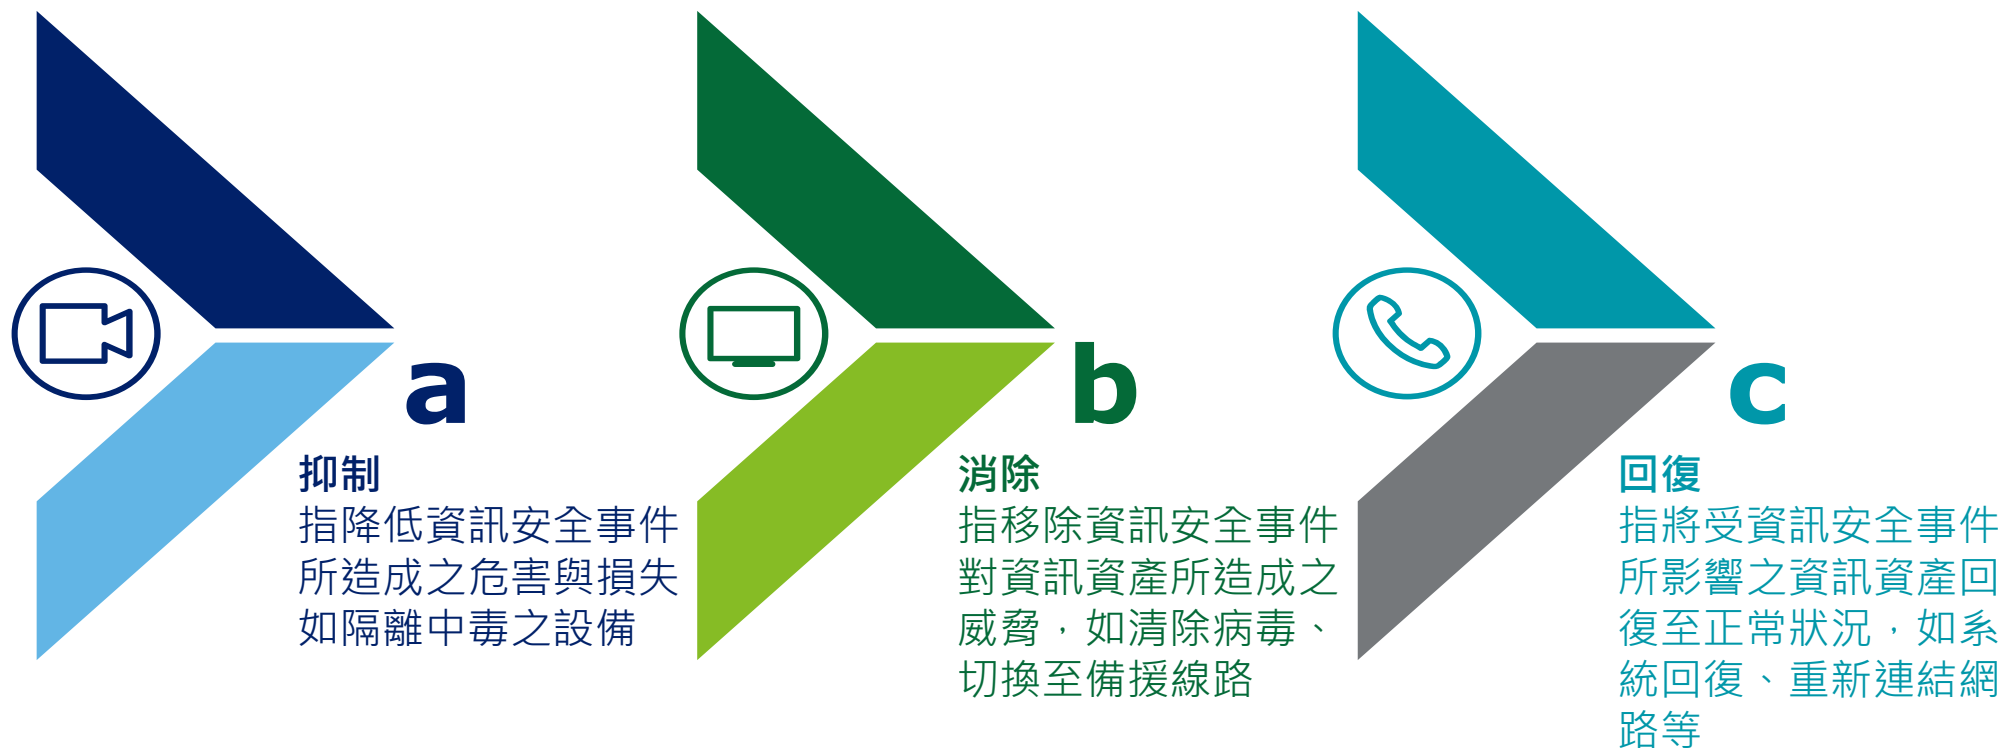 a
抑制
指降低資訊安全事件
所造成之危害與損失
如隔離中毒之設備
b
消除
指移除資訊安全事件
對資訊資產所造成之
威脅，如清除病毒、
切換至備援線路
c
回復
指將受資訊安全事件
所影響之資訊資產回
復至正常狀況，如系
統回復、重新連結網
路等